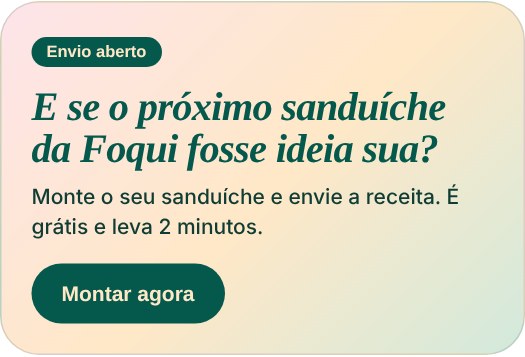 Envio aberto
E se o próximo sanduíche
da Foqui fosse ideia sua?
Monte o seu sanduíche e envie a receita. É
grátis e leva 2 minutos.
Montar agora